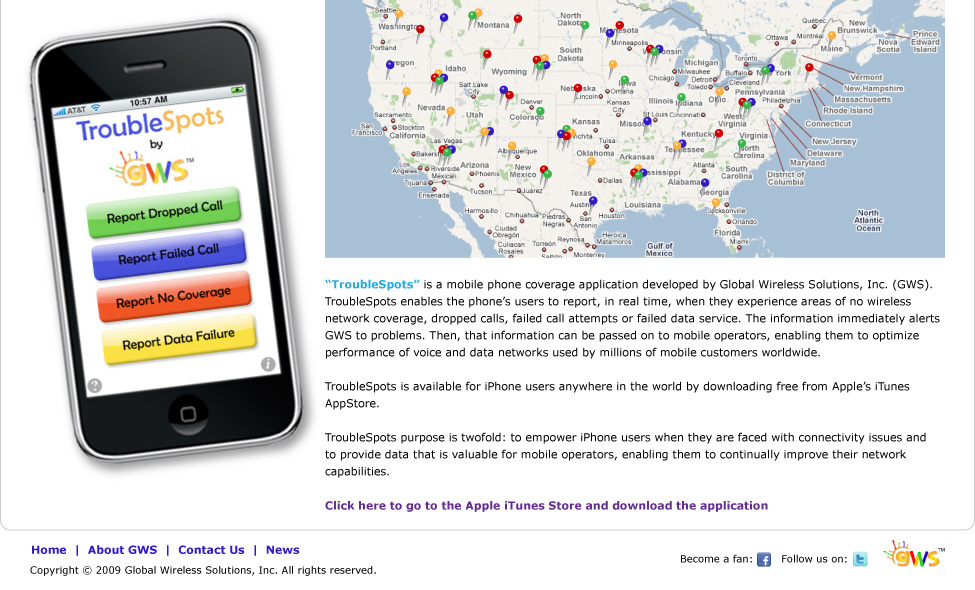 AT&T 10:57 AM
TroubleSpots
by
GWS™
Report Dropped Call
Report Failed Call
Report No Coverage
Report Data Failure
?
i
Seattle
Washington
Montana
North Dakota
Minnesota
Québec
New Brunswick
Prince Edward Island
Portland
Oregon
Idaho
Wyoming
South Dakota
Minneapolis
Wisconsin
Michigan
Ottawa
Montreal
Maine
Nova Scotia
Toronto
Milwaukee
Detroit
Buffalo
New York
Chicago
Toledo
Cleveland
Vermont
New Hampshire
Massachusetts
Rhode Island
Connecticut
New Jersey
Delaware
Maryland
District of Columbia
Salt Lake City
Nebraska
Lincoln
Omaha
Illinois
Indiana
Ohio
Pennsylvania
Philadelphia
Sacramento
Nevada
Utah
Denver
Colorado
Kansas
Kansas
Missouri
St Louis
Cincinnati
West Virginia
Virginia
San Francisco
Stockton
California
Las Vegas
Wichita
Tulsa
Kentucky
Tennessee
North Carolina
Bakersfield
Arizona
New Mexico
Oklahoma
Arkansas
Mississippi
Atlanta
South Carolina
Los Angeles
Riverside
Mexicali
Phoenix
Tijuana
Tucson
Ensenada
Juárez
Dallas
Texas
Alabama
Georgia
Austin
Louisiana
Jacksonville
Hermosillo
Chihuahua
Piedras Negras
San Antonio
Houston
Orlando
Florida
Ciudad Obregón
Heroica Matamoros
Reynosa
Culiacan Rosales
Torreón
Monterrey
Saltillo
Gulf of Mexico
Miami
North Atlantic Ocean
“TroubleSpots” is a mobile phone coverage application developed by Global Wireless Solutions, Inc. (GWS).
TroubleSpots enables the phone’s users to report, in real time, when they experience areas of no wireless
network coverage, dropped calls, failed call attempts or failed data service. The information immediately alerts
GWS to problems. Then, that information can be passed on to mobile operators, enabling them to optimize
performance of voice and data networks used by millions of mobile customers worldwide.
TroubleSpots is available for iPhone users anywhere in the world by downloading free from Apple’s iTunes
AppStore.
TroubleSpots purpose is twofold: to empower iPhone users when they are faced with connectivity issues and
to provide data that is valuable for mobile operators, enabling them to continually improve their network
capabilities.
Click here to go to the Apple iTunes Store and download the application
Home | About GWS | Contact Us | News
Copyright © 2009 Global Wireless Solutions, Inc. All rights reserved.
Become a fan: f Follow us on: t
GWS™